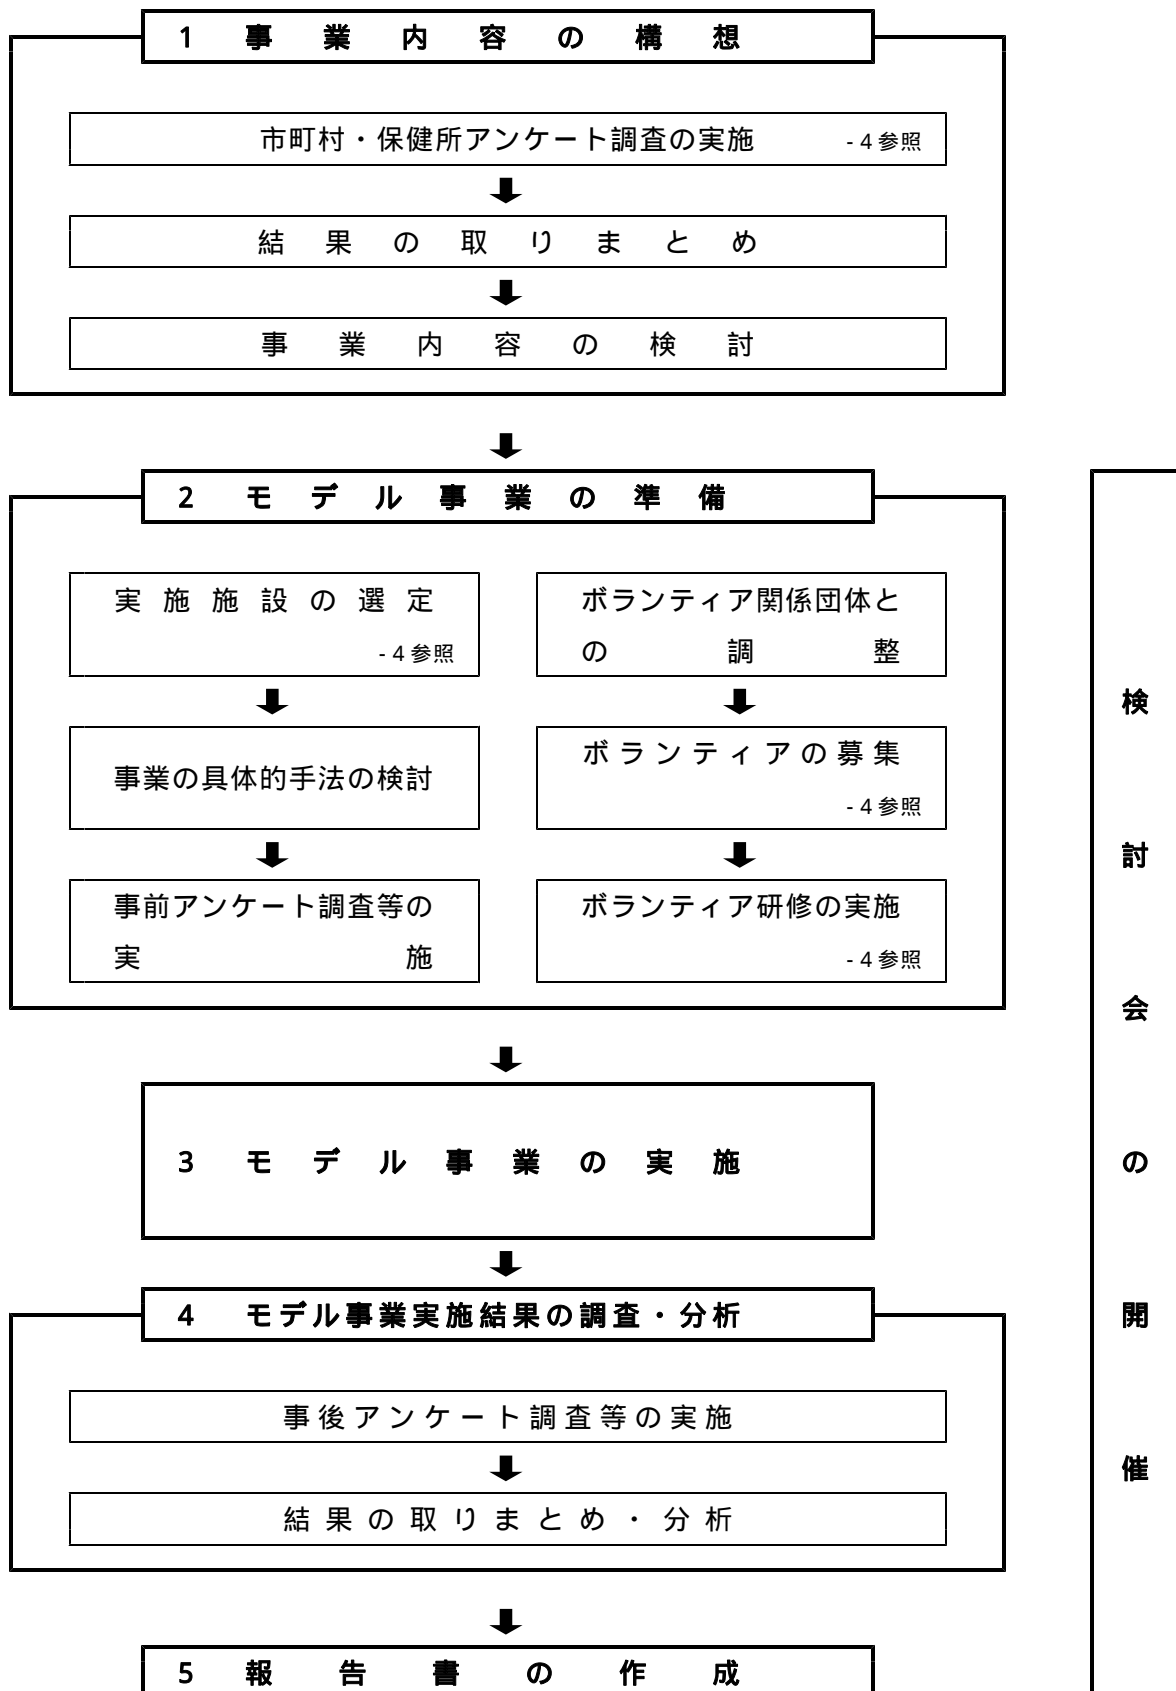 1 事業内容の構想
市町村・保健所アンケート調査の実施 -4参照
結果の取りまとめ
事業内容の検討
2 モデル事業の準備
実施施設の選定
-4参照
事業の具体的手法の検討
事前アンケート調査等の
実施
ボランティア関係団体と
の調整
ボランティアの募集
-4参照
ボランティア研修の実施
-4参照
3 モデル事業の実施
4 モデル事業実施結果の調査・分析
事後アンケート調査等の実施
結果の取りまとめ・分析
5 報告書の作成
検討会の開催